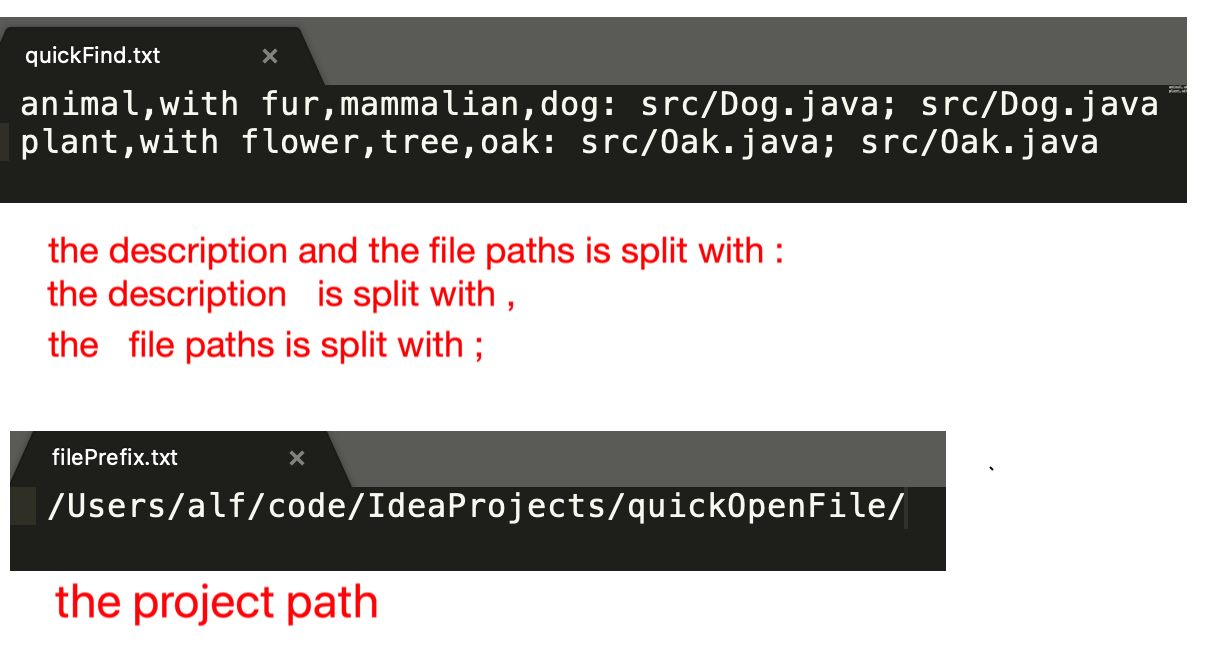 quickFind.txt ×
animal,with fur,mammalian,dog: src/Dog.java; src/Dog.java
plant,with flower,tree,oak: src/Oak.java; src/Oak.java
the description and the file paths is split with :
the description is split with ,
the file paths is split with ;
filePrefix.txt ×
/Users/alf/code/IdeaProjects/quickOpenFile/
the project path